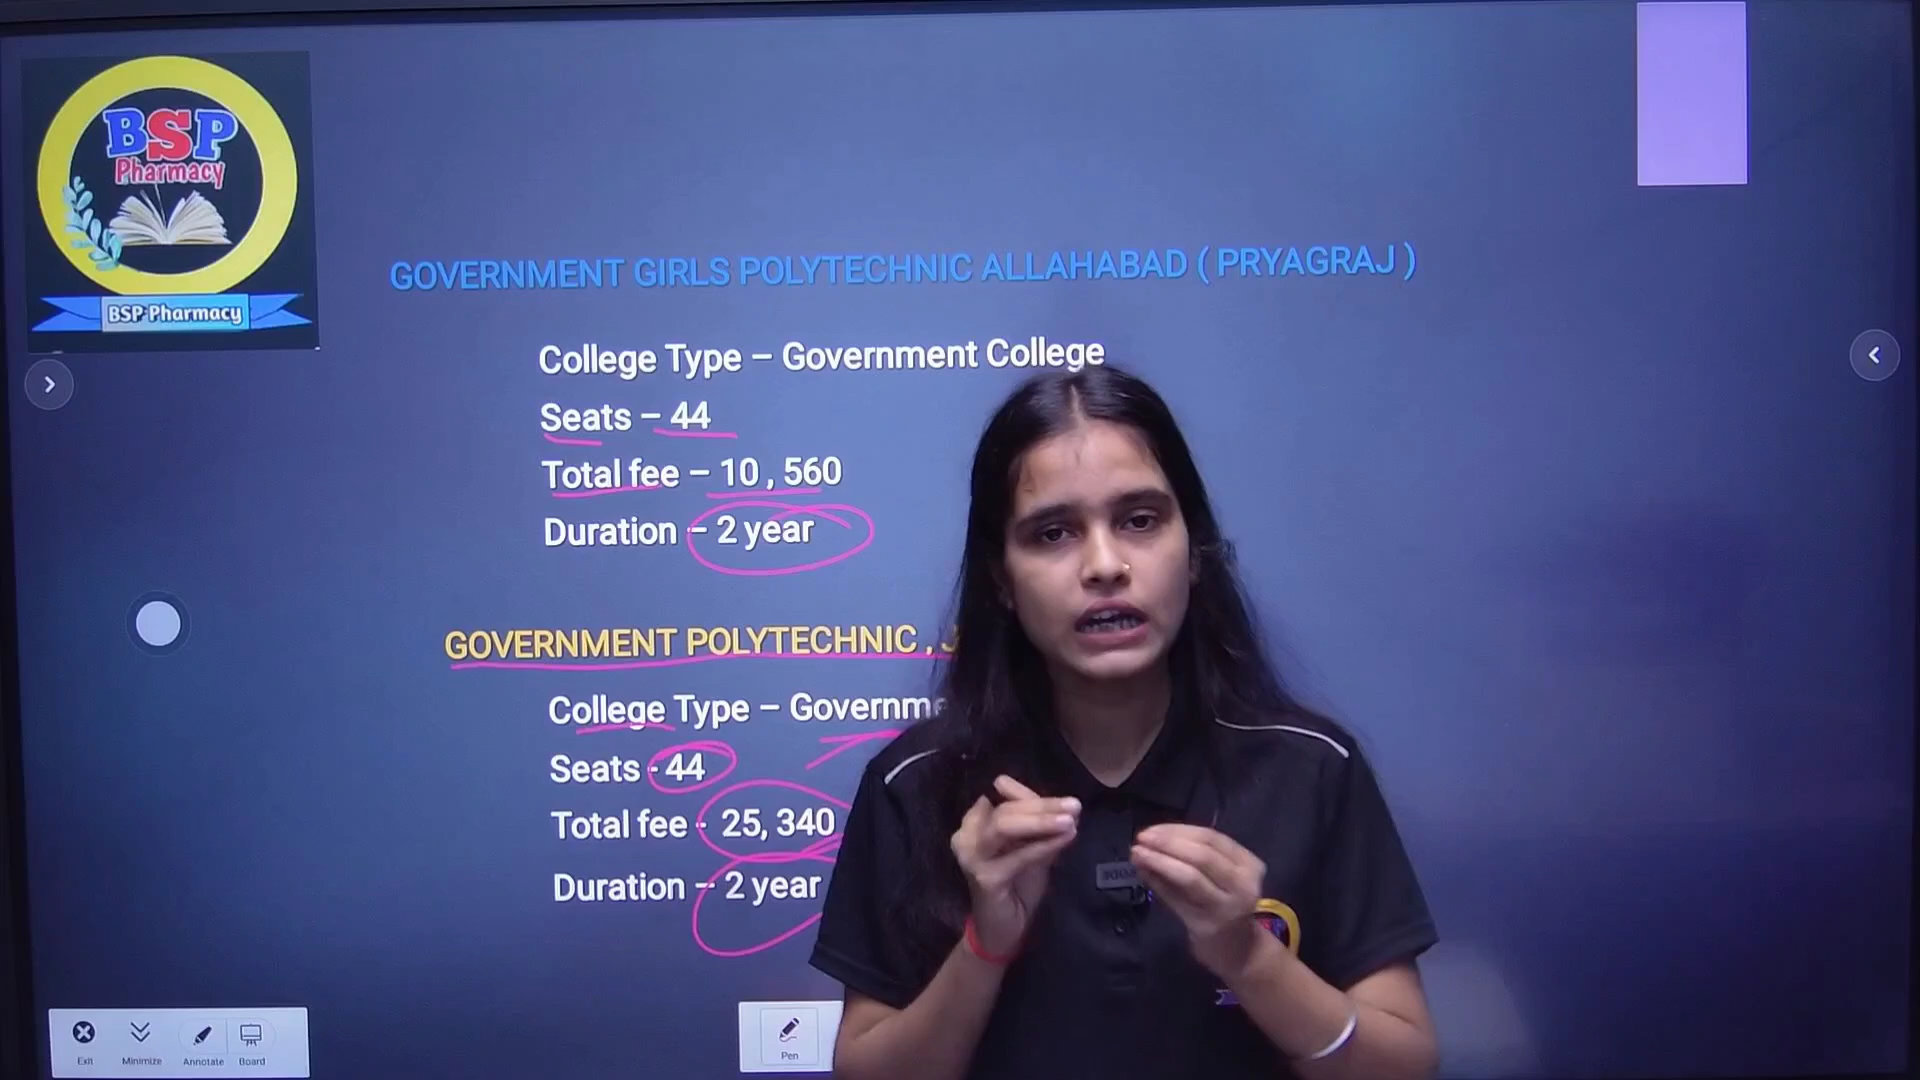 BSP
Pharmacy
BSP Pharmacy
GOVERNMENT GIRLS POLYTECHNIC ALLAHABAD ( PRYAGRAJ )
College Type – Government College
Seats – 44
Total fee – 10 , 560
Duration – 2 year
GOVERNMENT POLYTECHNIC , J
College Type – Governme
Seats - 44
Total fee - 25, 340
Duration – 2 year
Exit Minimize Annotate Board
Pen